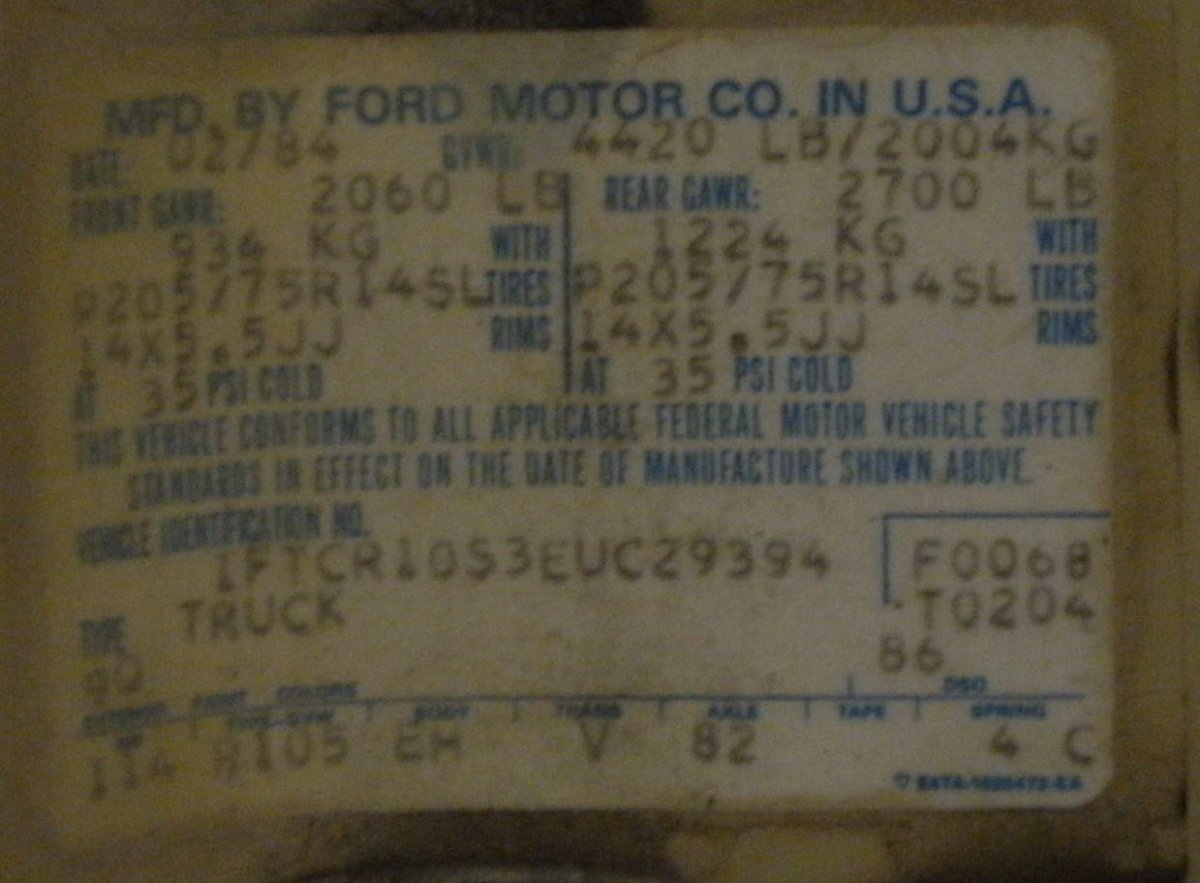 MFD. BY FORD MOTOR CO. IN U.S.A.
DATE: 02/84 GVWR: 4420 LB/2004KG
FRONT GAWR: 2060 LB REAR GAWR: 2700 LB
934 KG WITH 1224 KG WITH
P205/75R14SL TIRES P205/75R14SL TIRES
14X5.5JJ RIMS 14X5.5JJ RIMS
AT 35 PSI COLD AT 35 PSI COLD
THIS VEHICLE CONFORMS TO ALL APPLICABLE FEDERAL MOTOR VEHICLE SAFETY
STANDARDS IN EFFECT ON THE DATE OF MANUFACTURE SHOWN ABOVE.
VEHICLE IDENTIFICATION NO.
1FTCR10S3EUC29394 F0068
TYPE TRUCK T0204
86
EXTERIOR PAINT COLORS DSO
BODY TRANS AXLE TAPE SPRING
114 R105 EH V 82 4 C